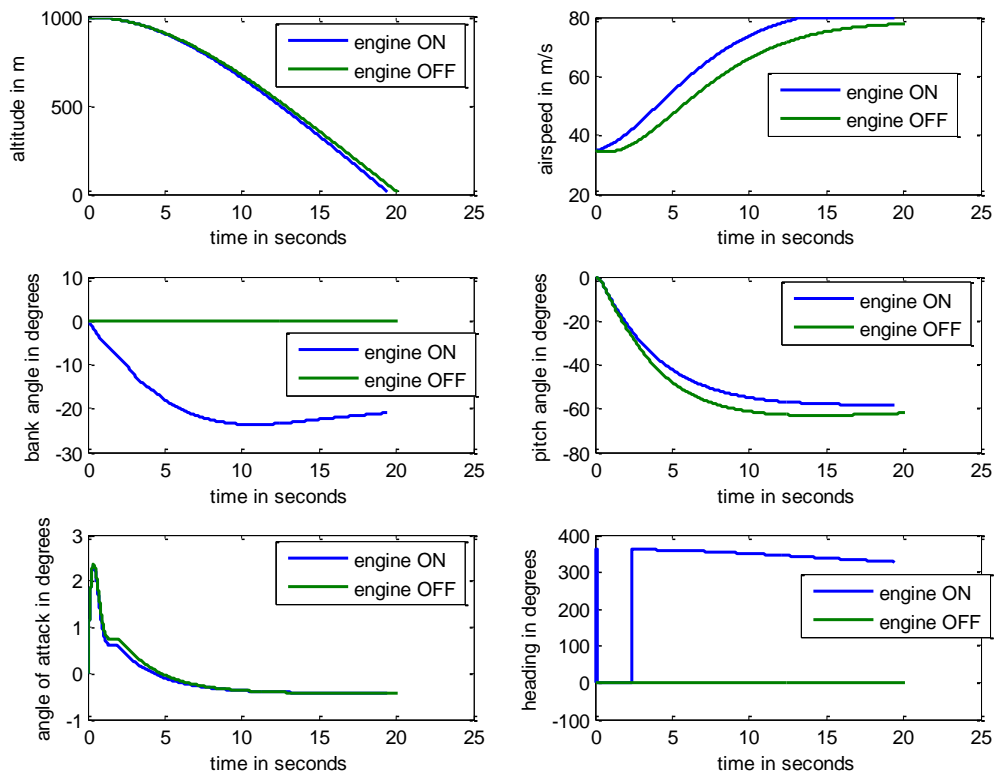 1000
500
0
0 5 10 15 20 25
altitude in m
time in seconds
engine ON
engine OFF
80
60
40
20
0 5 10 15 20 25
airspeed in m/s
time in seconds
engine ON
engine OFF
10
0
-10
-20
-30
0 5 10 15 20 25
bank angle in degrees
time in seconds
engine ON
engine OFF
0
-20
-40
-60
-80
0 5 10 15 20 25
pitch angle in degrees
time in seconds
engine ON
engine OFF
3
2
1
0
-1
0 5 10 15 20 25
angle of attack in degrees
time in seconds
engine ON
engine OFF
400
300
200
100
0
-100
0 5 10 15 20 25
heading in degrees
time in seconds
engine ON
engine OFF